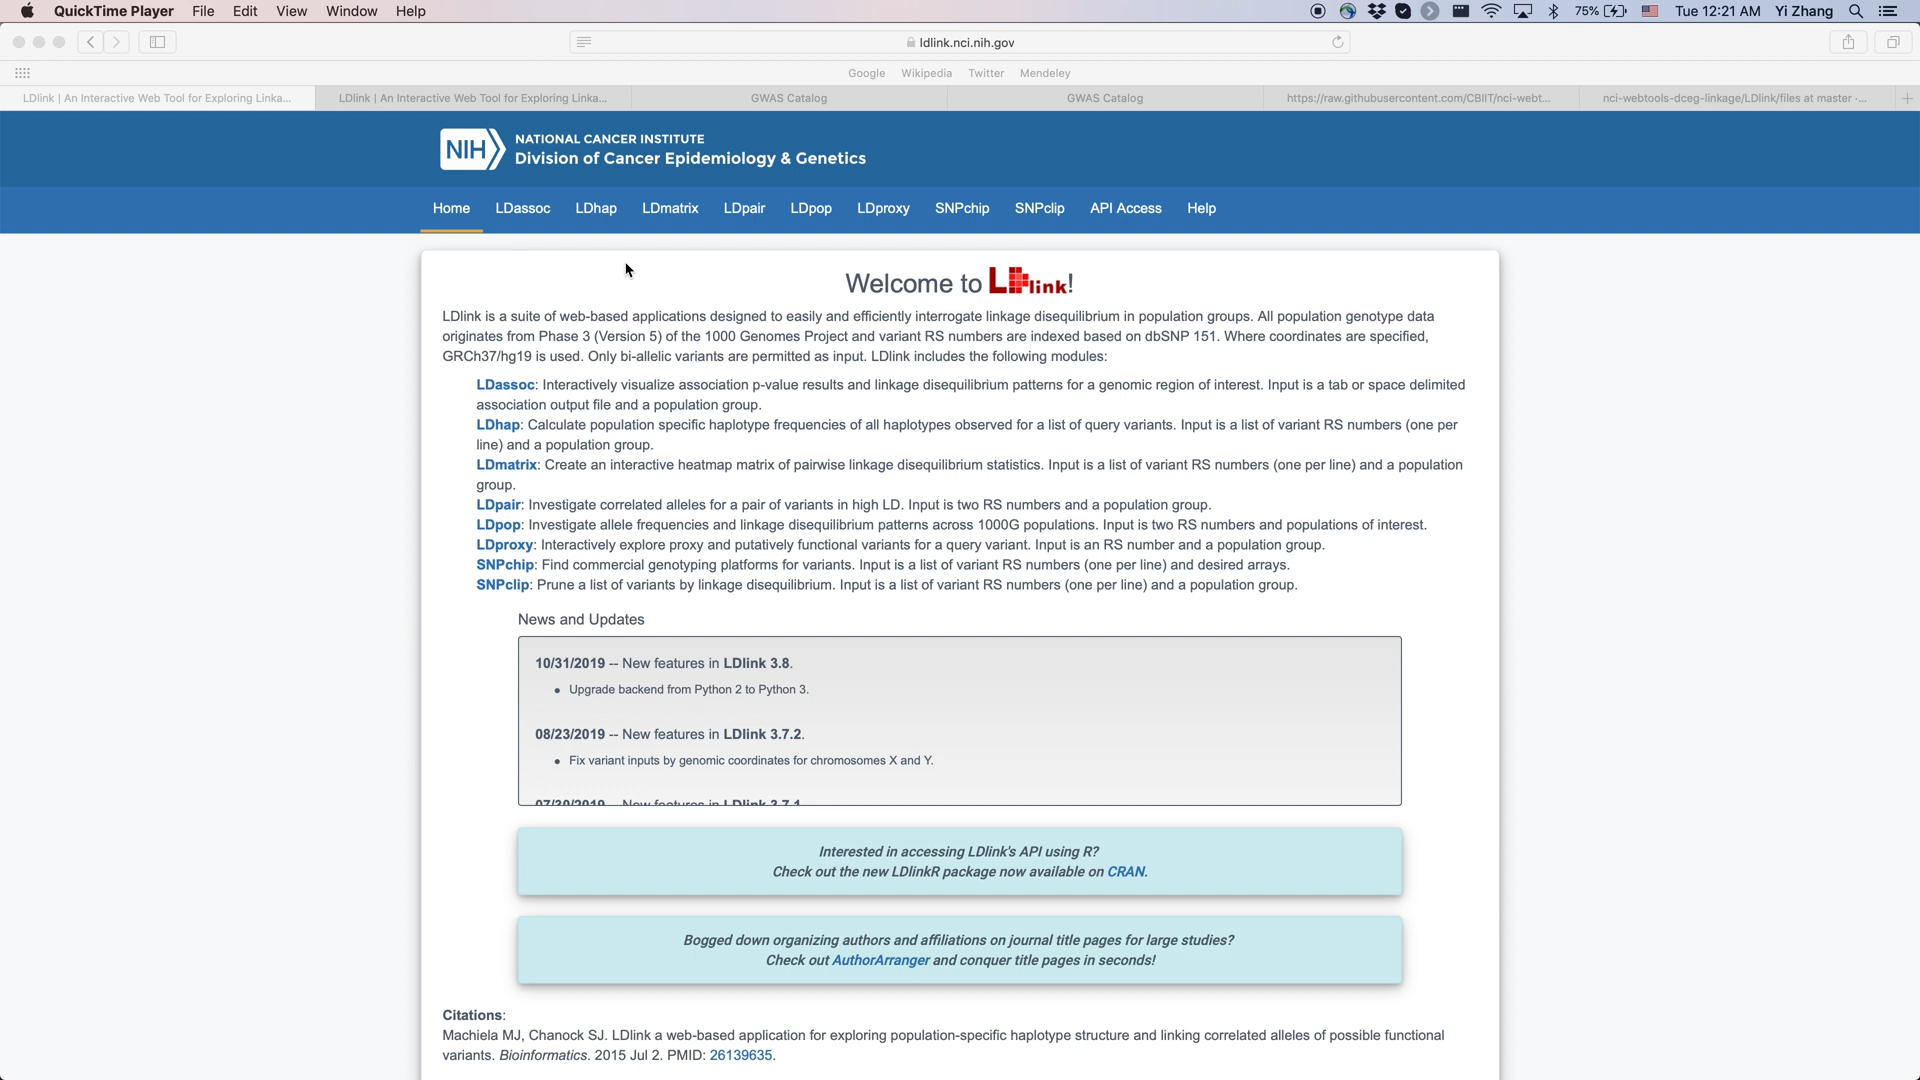 QuickTime Player File Edit View Window Help 75% Tue 12:21 AM Yi Zhang
ldlink.nci.nih.gov
Google Wikipedia Twitter Mendeley
LDlink | An Interactive Web Tool for Exploring Linka... LDlink | An Interactive Web Tool for Exploring Linka... GWAS Catalog GWAS Catalog https://raw.githubusercontent.com/CBIIT/nci-webt... nci-webtools-dceg-linkage/LDlink/files at master ·...
NIH NATIONAL CANCER INSTITUTE
Division of Cancer Epidemiology & Genetics
Home LDassoc LDhap LDmatrix LDpair LDpop LDproxy SNPchip SNPclip API Access Help
Welcome to LDlink!
LDlink is a suite of web-based applications designed to easily and efficiently interrogate linkage disequilibrium in population groups. All population genotype data
originates from Phase 3 (Version 5) of the 1000 Genomes Project and variant RS numbers are indexed based on dbSNP 151. Where coordinates are specified,
GRCh37/hg19 is used. Only bi-allelic variants are permitted as input. LDlink includes the following modules:
LDassoc: Interactively visualize association p-value results and linkage disequilibrium patterns for a genomic region of interest. Input is a tab or space delimited
association output file and a population group.
LDhap: Calculate population specific haplotype frequencies of all haplotypes observed for a list of query variants. Input is a list of variant RS numbers (one per
line) and a population group.
LDmatrix: Create an interactive heatmap matrix of pairwise linkage disequilibrium statistics. Input is a list of variant RS numbers (one per line) and a population
group.
LDpair: Investigate correlated alleles for a pair of variants in high LD. Input is two RS numbers and a population group.
LDpop: Investigate allele frequencies and linkage disequilibrium patterns across 1000G populations. Input is two RS numbers and populations of interest.
LDproxy: Interactively explore proxy and putatively functional variants for a query variant. Input is an RS number and a population group.
SNPchip: Find commercial genotyping platforms for variants. Input is a list of variant RS numbers (one per line) and desired arrays.
SNPclip: Prune a list of variants by linkage disequilibrium. Input is a list of variant RS numbers (one per line) and a population group.
News and Updates
10/31/2019 -- New features in LDlink 3.8.
• Upgrade backend from Python 2 to Python 3.
08/23/2019 -- New features in LDlink 3.7.2.
• Fix variant inputs by genomic coordinates for chromosomes X and Y.
07/30/2019 -- New features in LDlink 3.7.1
Interested in accessing LDlink's API using R?
Check out the new LDlinkR package now available on CRAN.
Bogged down organizing authors and affiliations on journal title pages for large studies?
Check out AuthorArranger and conquer title pages in seconds!
Citations:
Machiela MJ, Chanock SJ. LDlink a web-based application for exploring population-specific haplotype structure and linking correlated alleles of possible functional
variants. Bioinformatics. 2015 Jul 2. PMID: 26139635.